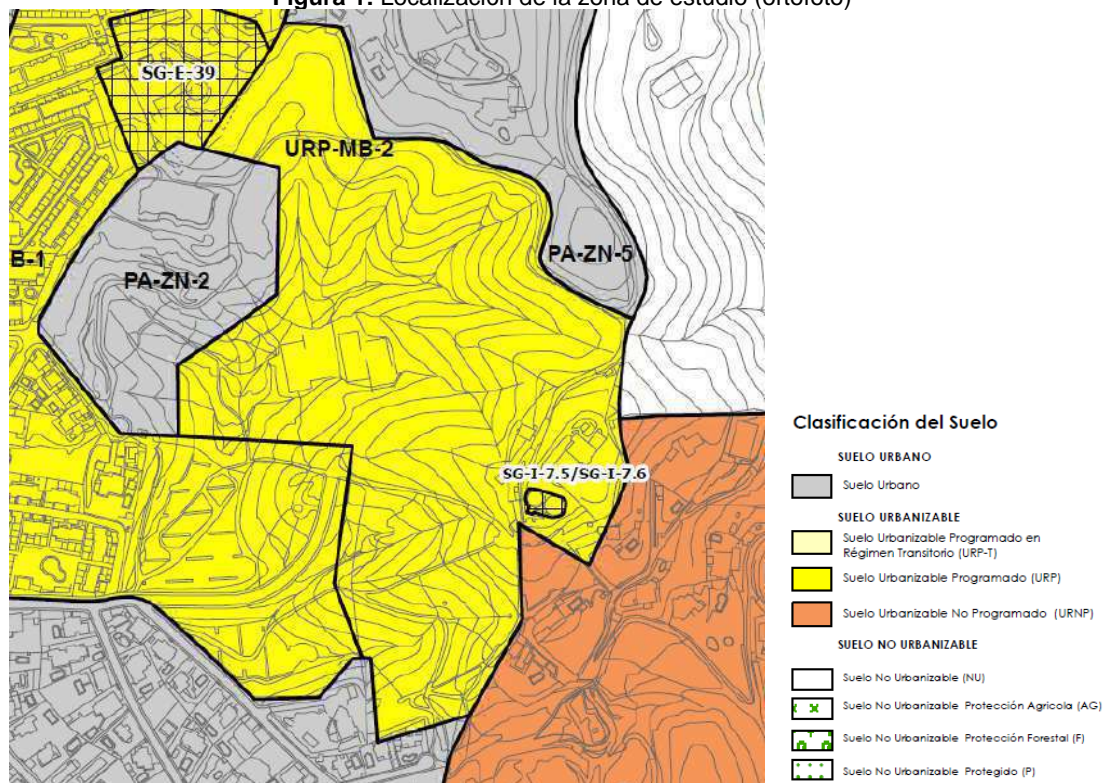 Figura 1. Localización de la zona de estudio (ortofoto)
SG-E-39
URP-MB-2
PA-ZN-5
B-1
PA-ZN-2
SG-I-7.5/SG-I-7.6
Clasificación del Suelo
SUELO URBANO
Suelo Urbano
SUELO URBANIZABLE
Suelo Urbanizable Programado en
Régimen Transitorio (URP-T)
Suelo Urbanizable Programado (URP)
Suelo Urbanizable No Programado (URNP)
SUELO NO URBANIZABLE
Suelo No Urbanizable (NU)
Suelo No Urbanizable Protección Agricola (AG)
Suelo No Urbanizable Protección Forestal (F)
Suelo No Urbanizable Protegido (P)